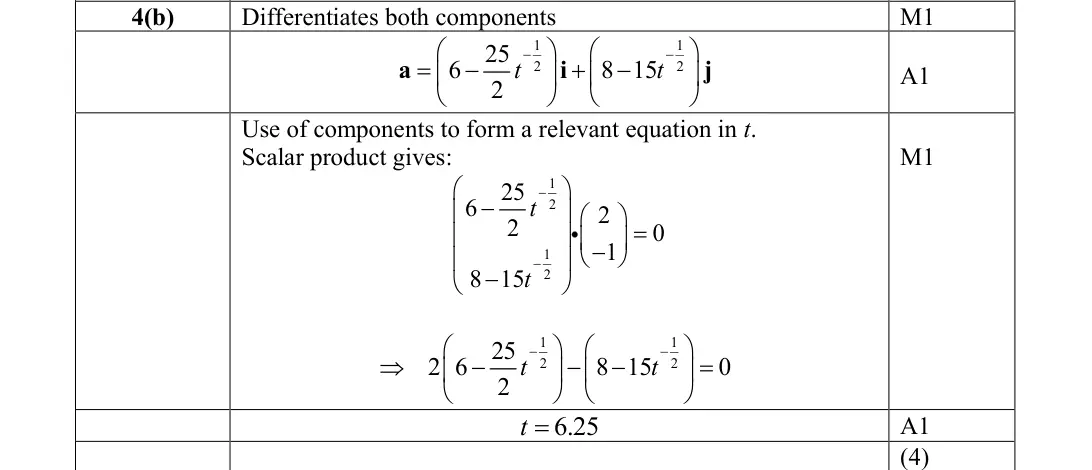 4(b) Differentiates both components M1
a = (6 − 25/2 t^(−1/2)) i + (8 − 15t^(−1/2)) j A1
Use of components to form a relevant equation in t.
Scalar product gives: M1
(6 − 25/2 t^(−1/2), 8 − 15t^(−1/2)) • (2, −1) = 0
⇒ 2(6 − 25/2 t^(−1/2)) − (8 − 15t^(−1/2)) = 0
t = 6.25 A1
(4)